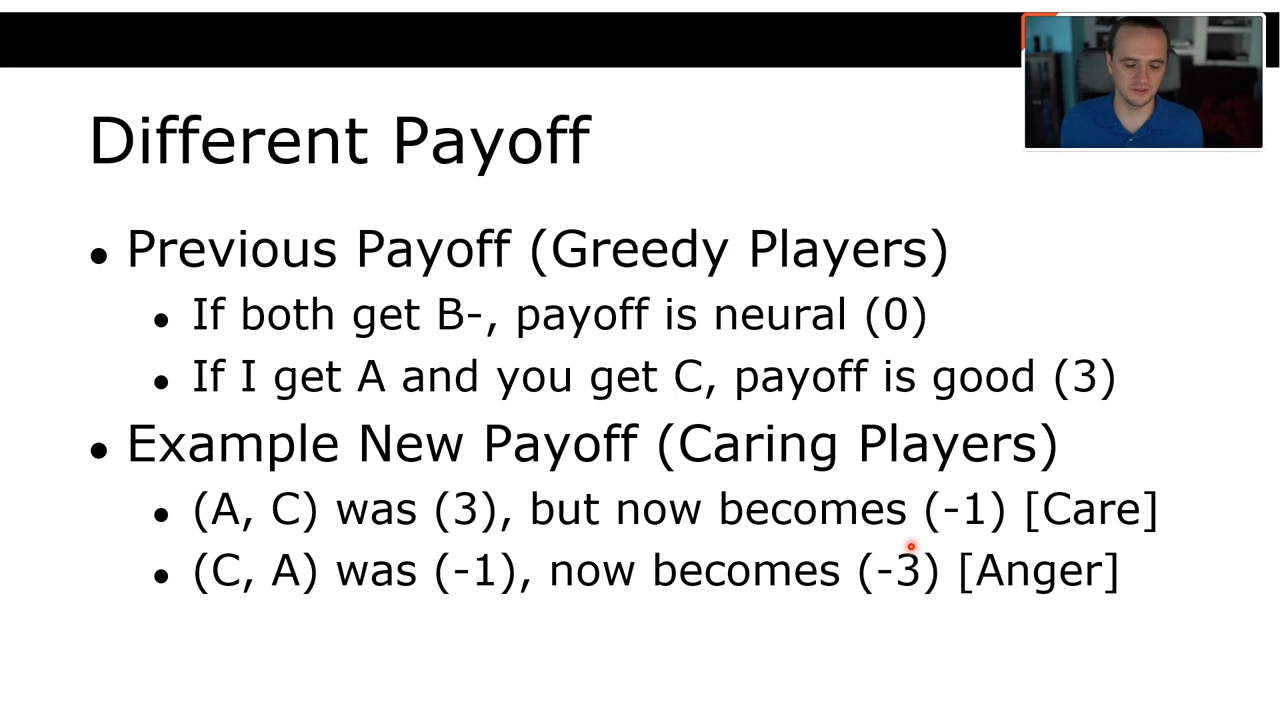 Different Payoff
• Previous Payoff (Greedy Players)
• If both get B-, payoff is neural (0)
• If I get A and you get C, payoff is good (3)
• Example New Payoff (Caring Players)
• (A, C) was (3), but now becomes (-1) [Care]
• (C, A) was (-1), now becomes (-3) [Anger]